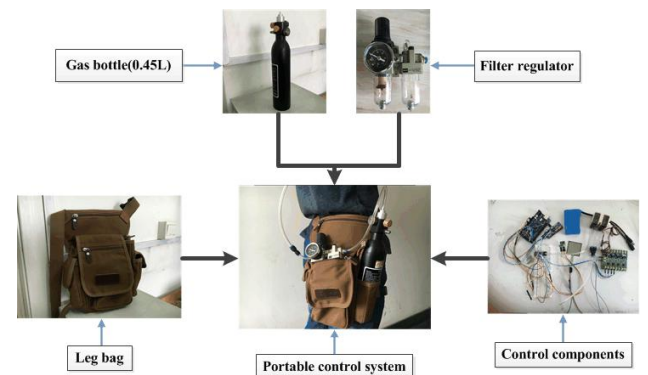 Gas bottle(0.45L)
Filter regulator
Leg bag
Portable control system
Control components